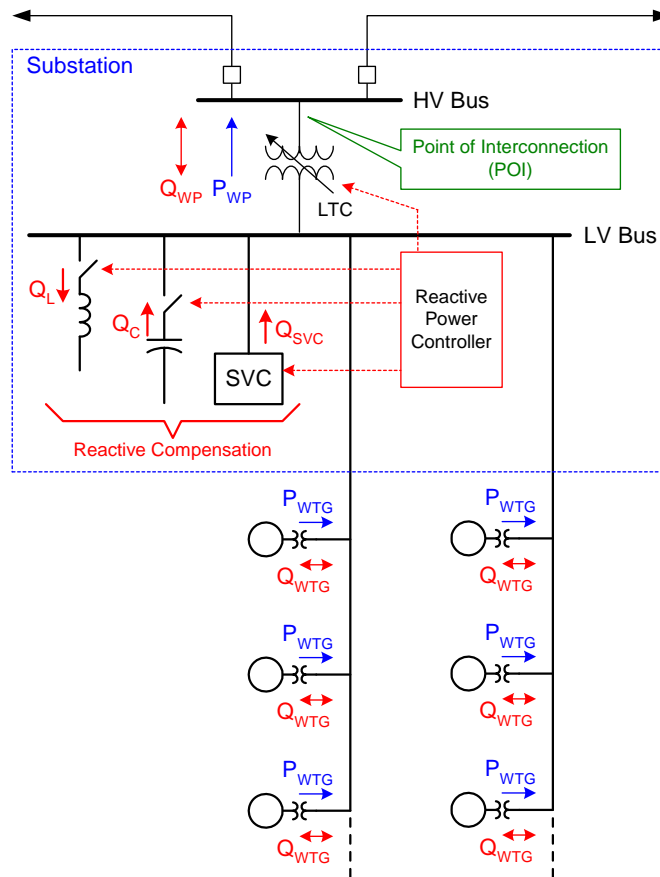 Substation
HV Bus
Point of Interconnection
(POI)
Q_WP
P_WP
LTC
LV Bus
Q_L
Q_C
Q_SVC
Reactive
Power
Controller
SVC
Reactive Compensation
P_WTG
P_WTG
Q_WTG
Q_WTG
P_WTG
P_WTG
Q_WTG
Q_WTG
P_WTG
P_WTG
Q_WTG
Q_WTG